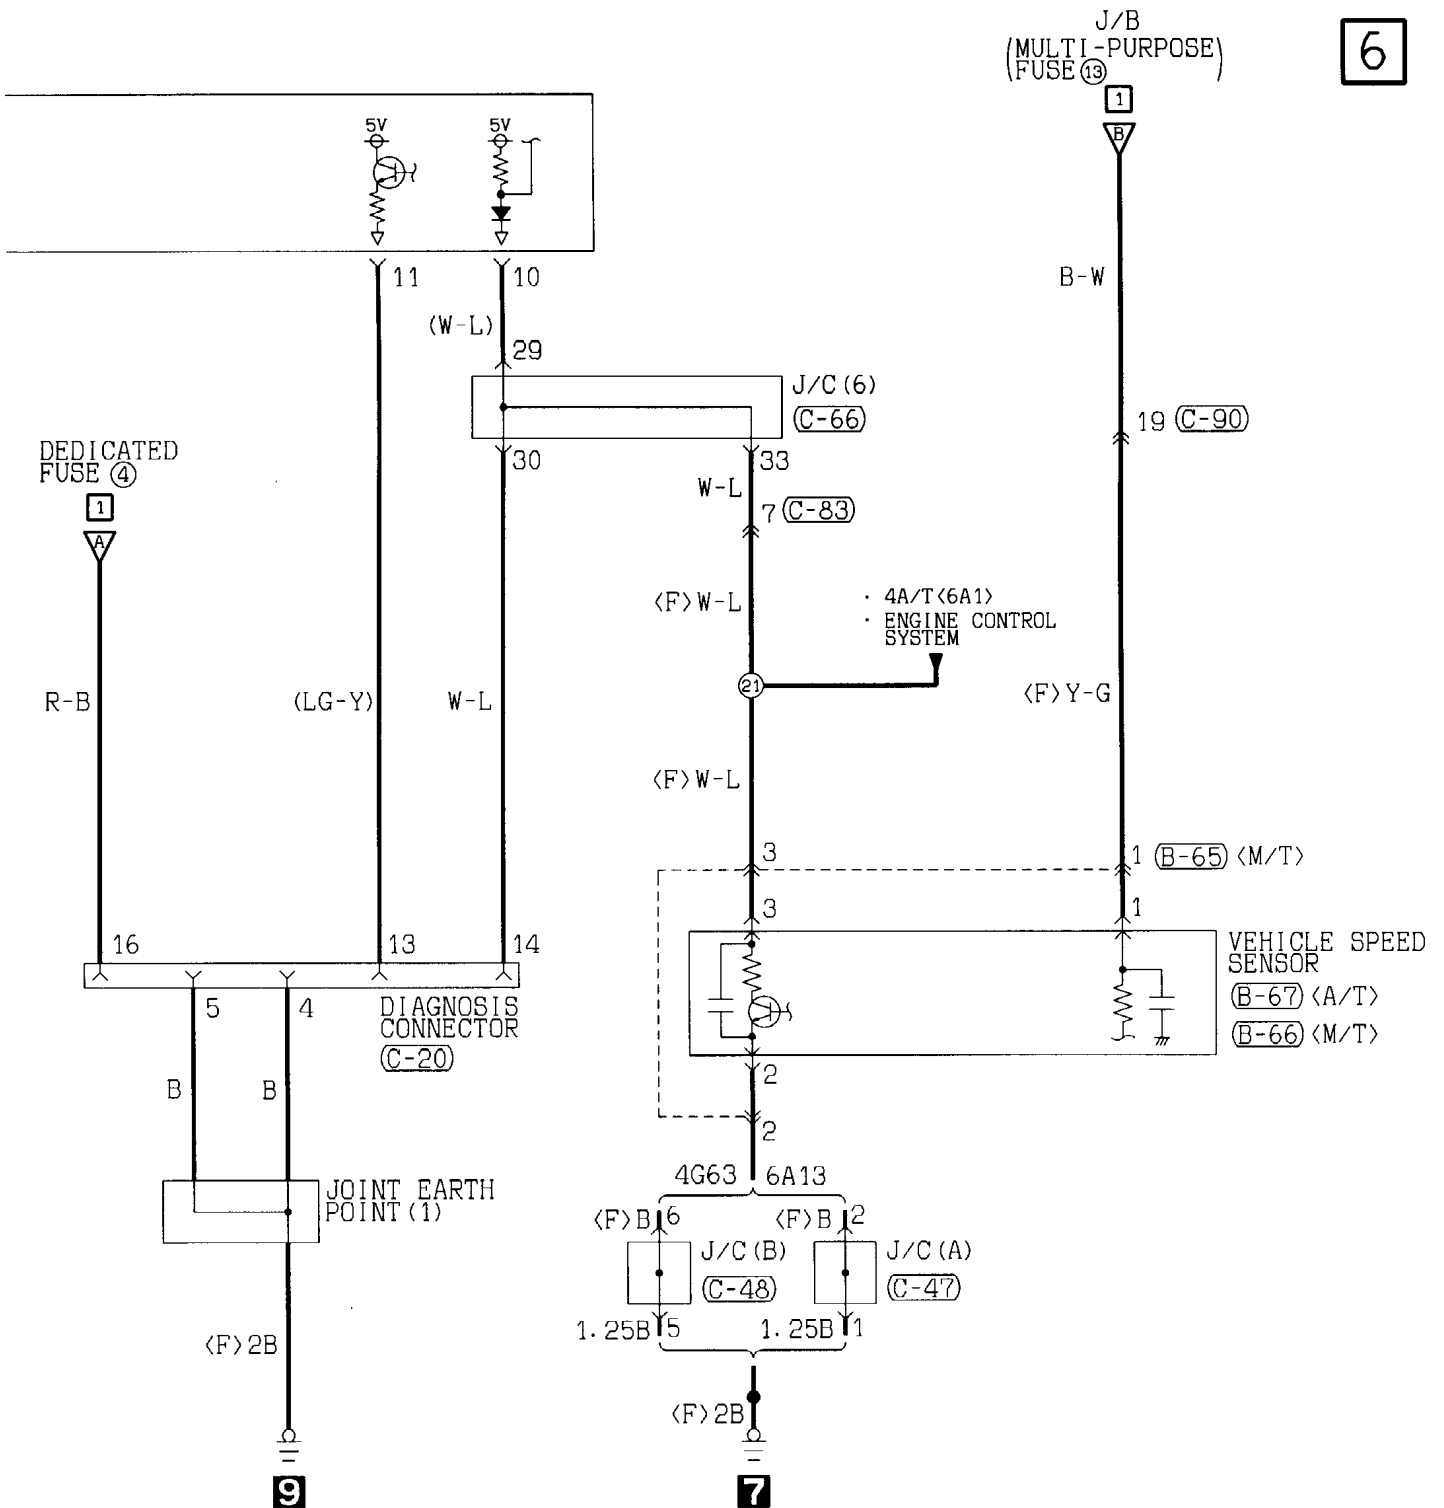 J/B
(MULTI-PURPOSE)
FUSE ⑬
6
1
B
5V
5V
11
10
B-W
(W-L)
29
J/C(6)
C-66
19 C-90
DEDICATED
FUSE ④
1
A
30
33
W-L
7 C-83
<F>W-L
· 4A/T<6A1>
· ENGINE CONTROL
SYSTEM
21
R-B
(LG-Y)
W-L
<F>Y-G
<F>W-L
3
1 B-65 <M/T>
3
1
16
13
14
VEHICLE SPEED
SENSOR
B-67 <A/T>
B-66 <M/T>
5
4
DIAGNOSIS
CONNECTOR
C-20
2
B
B
2
4G63
6A13
JOINT EARTH
POINT(1)
<F>B
6
<F>B
2
J/C(B)
C-48
J/C(A)
C-47
1.25B
5
1.25B
1
<F>2B
<F>2B
9
7